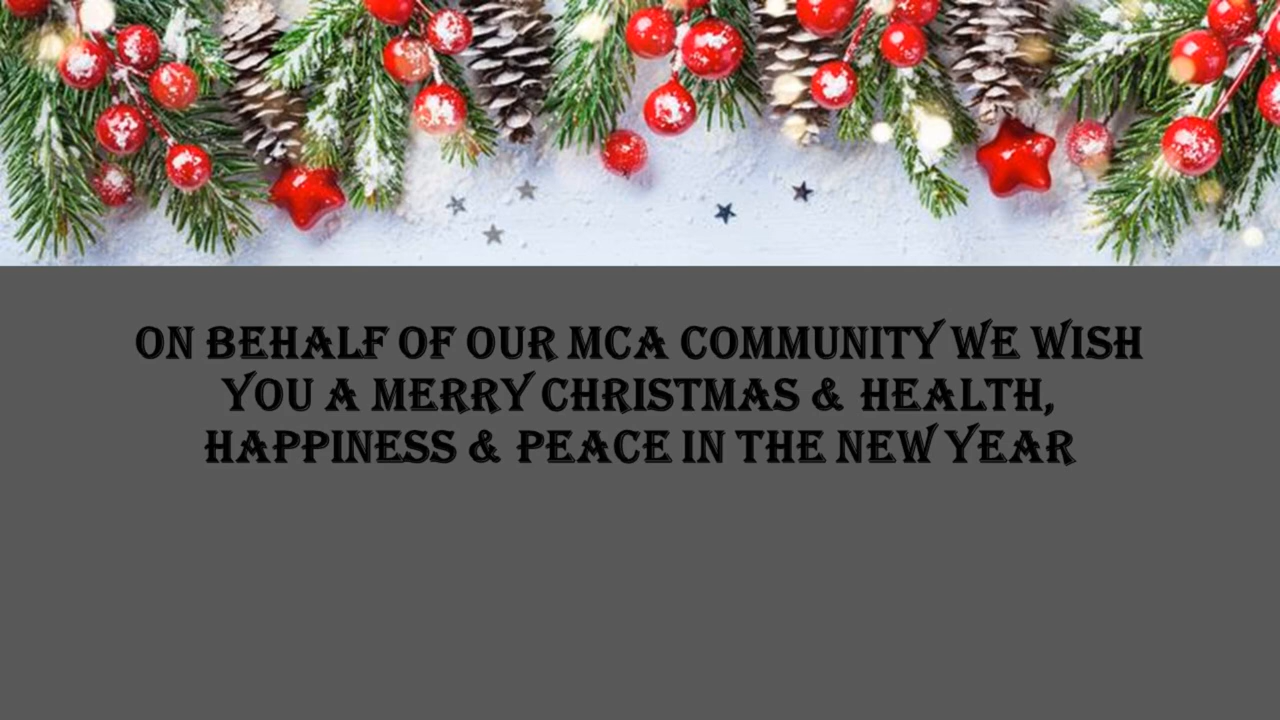 ON BEHALF OF OUR MCA COMMUNITY WE WISH
YOU A MERRY CHRISTMAS & HEALTH,
HAPPINESS & PEACE IN THE NEW YEAR